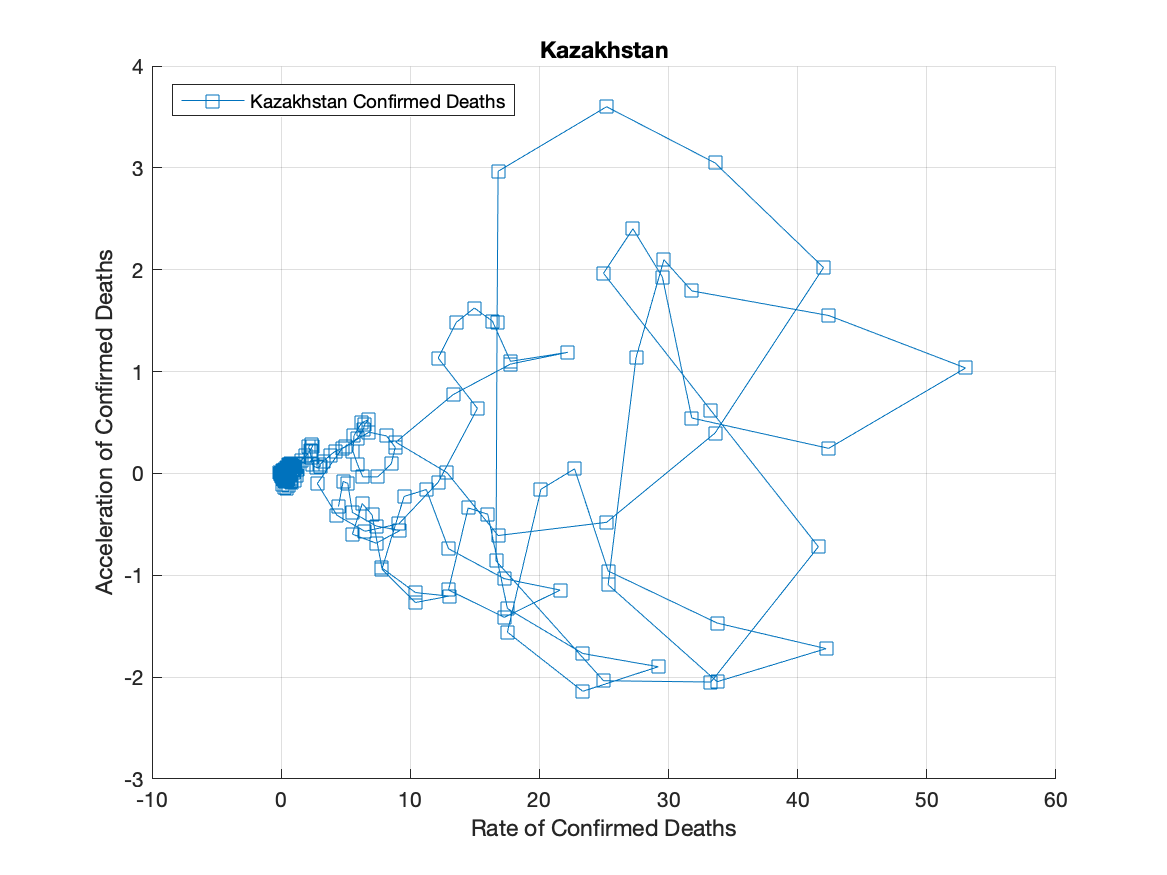 Kazakhstan
4
Kazakhstan Confirmed Deaths
3
2
1
0
-1
-2
-3
Acceleration of Confirmed Deaths
-10 0 10 20 30 40 50 60
Rate of Confirmed Deaths